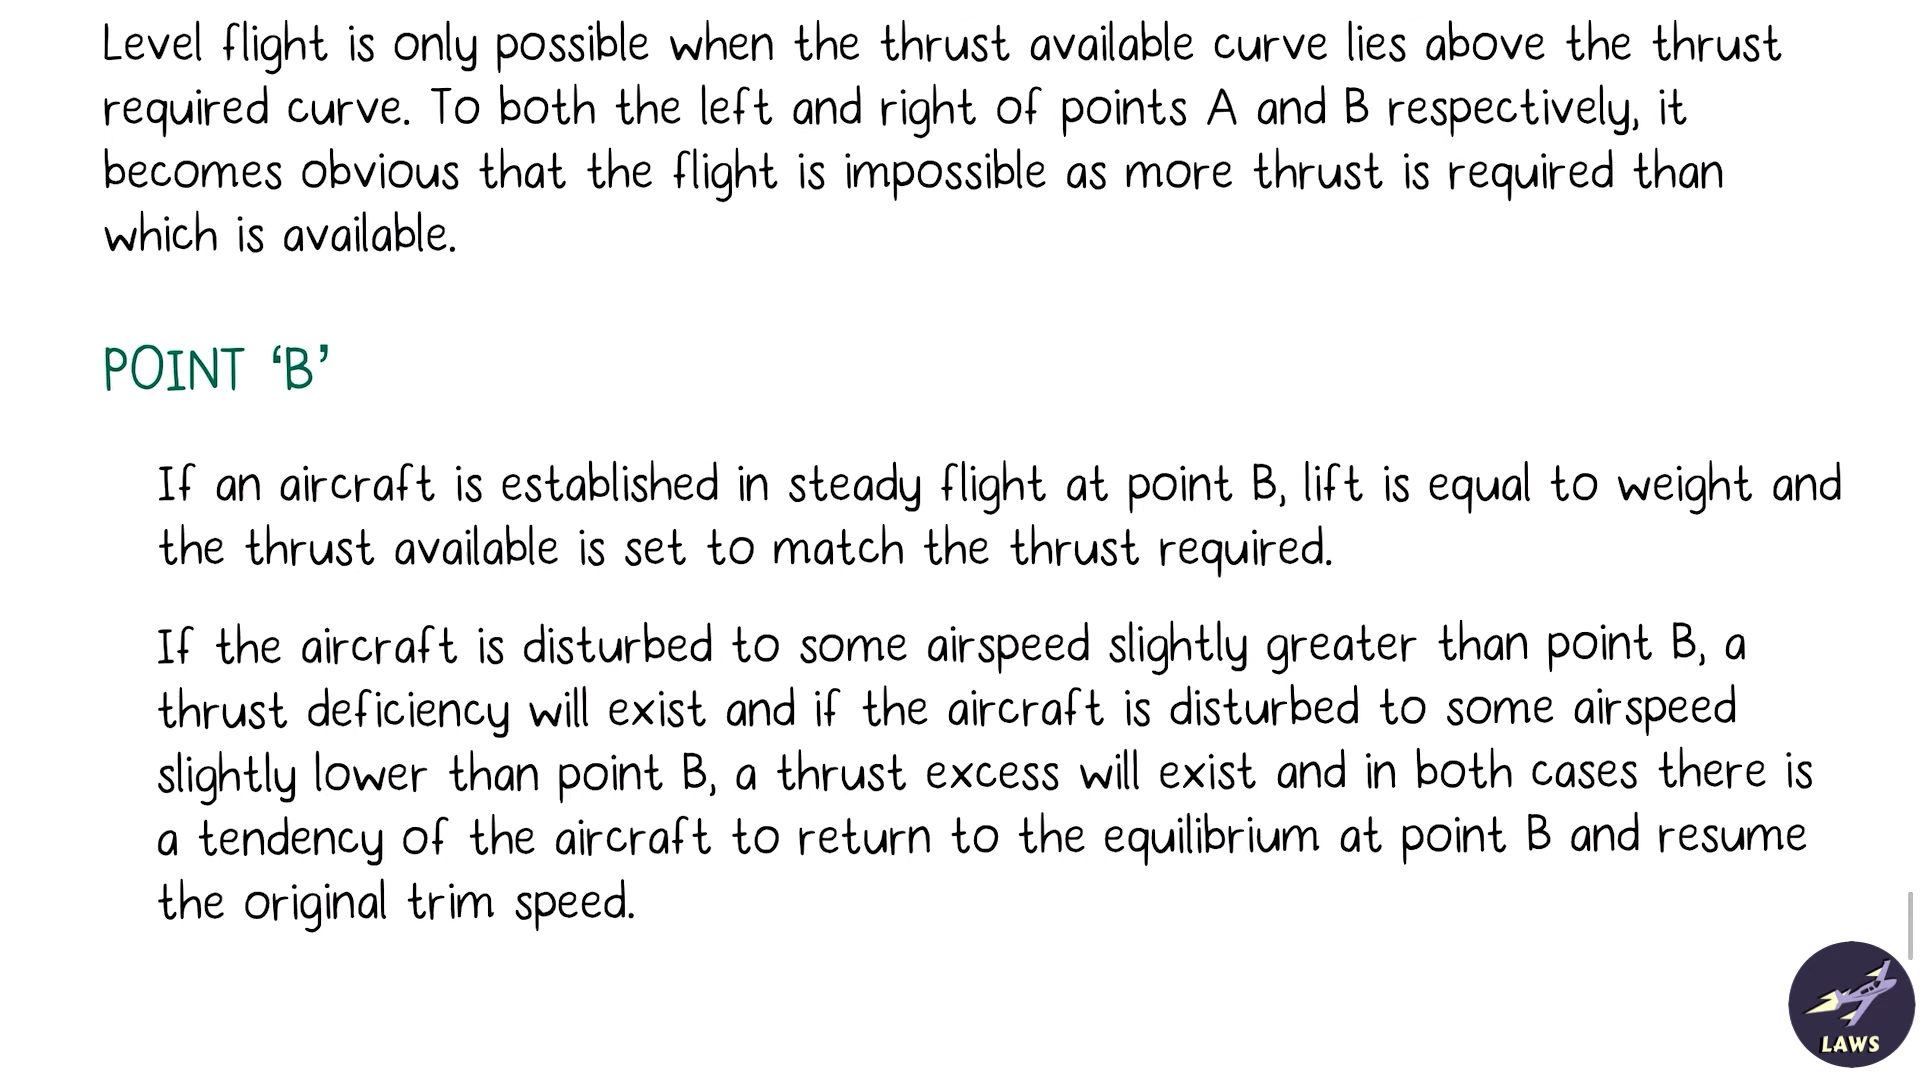 Level flight is only possible when the thrust available curve lies above the thrust
required curve. To both the left and right of points A and B respectively, it
becomes obvious that the flight is impossible as more thrust is required than
which is available.
POINT ‘B’
If an aircraft is established in steady flight at point B, lift is equal to weight and
the thrust available is set to match the thrust required.
If the aircraft is disturbed to some airspeed slightly greater than point B, a
thrust deficiency will exist and if the aircraft is disturbed to some airspeed
slightly lower than point B, a thrust excess will exist and in both cases there is
a tendency of the aircraft to return to the equilibrium at point B and resume
the original trim speed.
LAWS